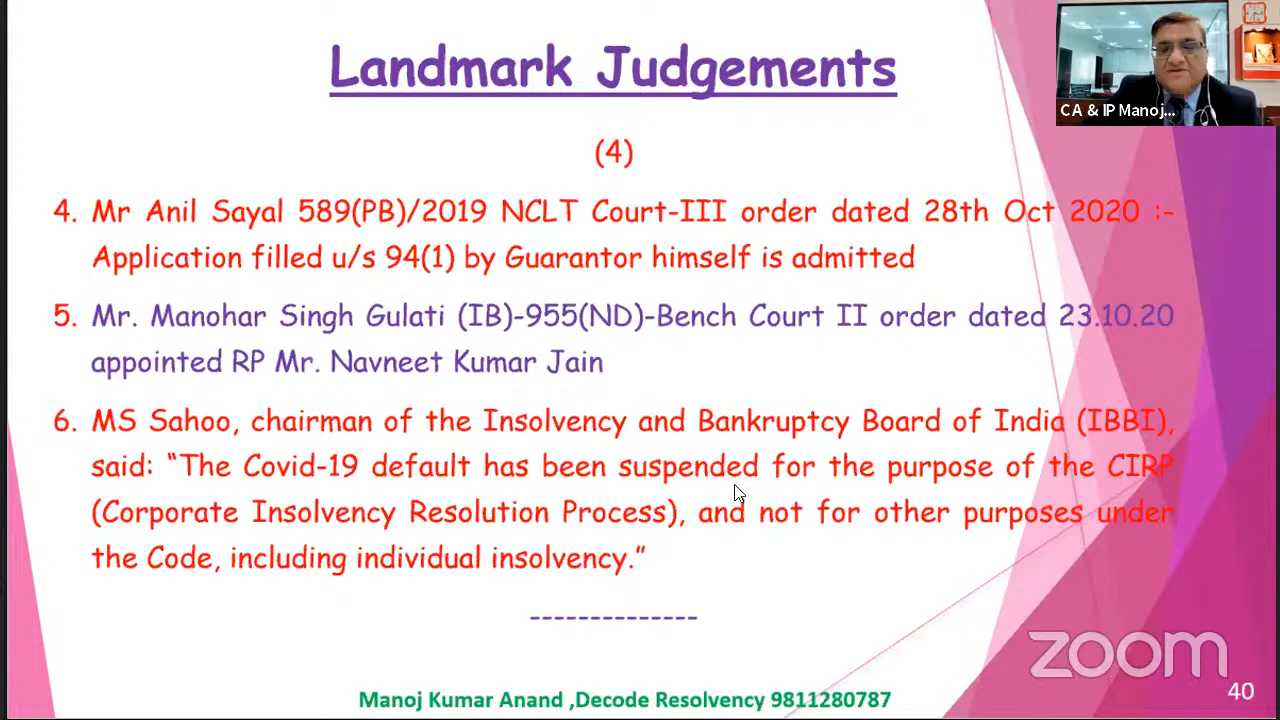 Landmark Judgements
CA & IP Manoj...
(4)
4. Mr Anil Sayal 589(PB)/2019 NCLT Court-III order dated 28th Oct 2020 :-
Application filled u/s 94(1) by Guarantor himself is admitted
5. Mr. Manohar Singh Gulati (IB)-955(ND)-Bench Court II order dated 23.10.20
appointed RP Mr. Navneet Kumar Jain
6. MS Sahoo, chairman of the Insolvency and Bankruptcy Board of India (IBBI),
said: “The Covid-19 default has been suspended for the purpose of the CIRP
(Corporate Insolvency Resolution Process), and not for other purposes under
the Code, including individual insolvency.”
--------------
zoom
Manoj Kumar Anand ,Decode Resolvency 9811280787
40